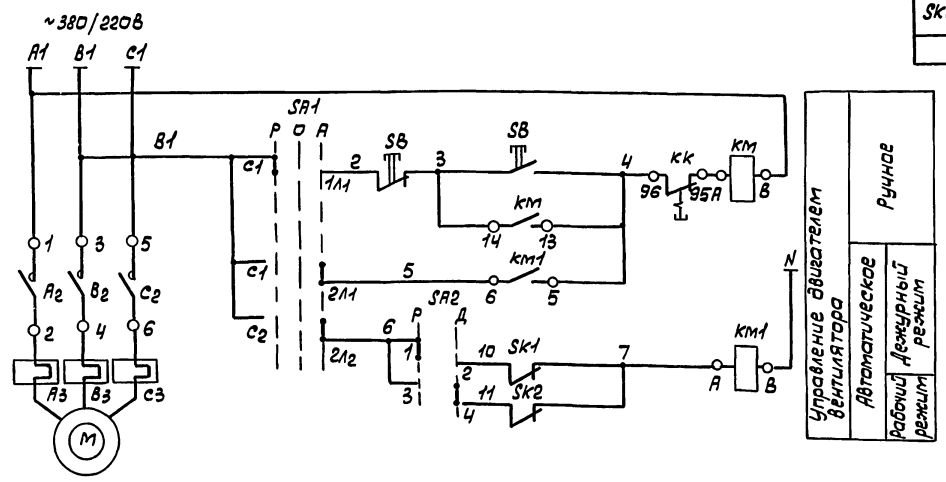 ~380/220В
А1 В1 С1
SK
SA1
Р О А
В1
С1
2
1Л1
SB
3
SB
4
КК
96 95 А
КМ
В
КМ
14 13
С1
2Л1
5
КМ1
6 5
С2
2Л2
6
SA2
Р Д
1
3
2
4
10 SK1
11 SK2
7
А
КМ1
В
N
1 3 5
А2 В2 С2
2 4 6
А3 В3 С3
М
Управление двигателем
вентилятора
Автоматическое
Ручное
Рабочий
режим
Дежурный
режим